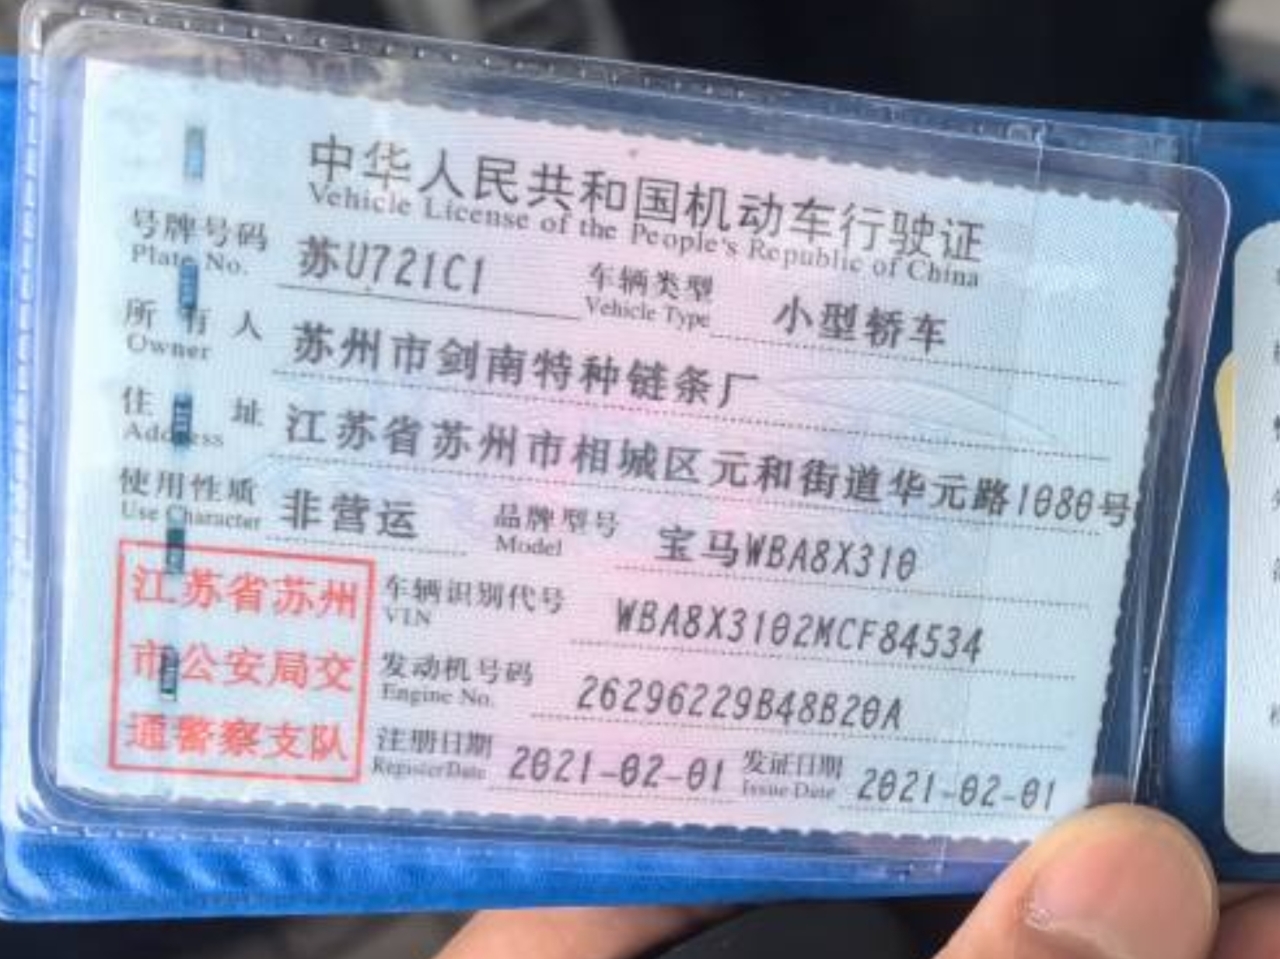 中华人民共和国机动车行驶证
Vehicle License of the People's Republic of China
号牌号码 苏U721C1 车辆类型 小型轿车
Plate No. Vehicle Type
所有人 苏州市剑南特种链条厂
Owner
住址 江苏省苏州市相城区元和街道华元路1080号
Address
使用性质 非营运 品牌型号 宝马WBA8X310
Use Character Model
江苏省苏州
市公安局交
通警察支队
车辆识别代号 WBA8X3102MCF84534
VIN
发动机号码 26296229B48B20A
Engine No.
注册日期 2021-02-01 发证日期 2021-02-01
Register Date Issue Date